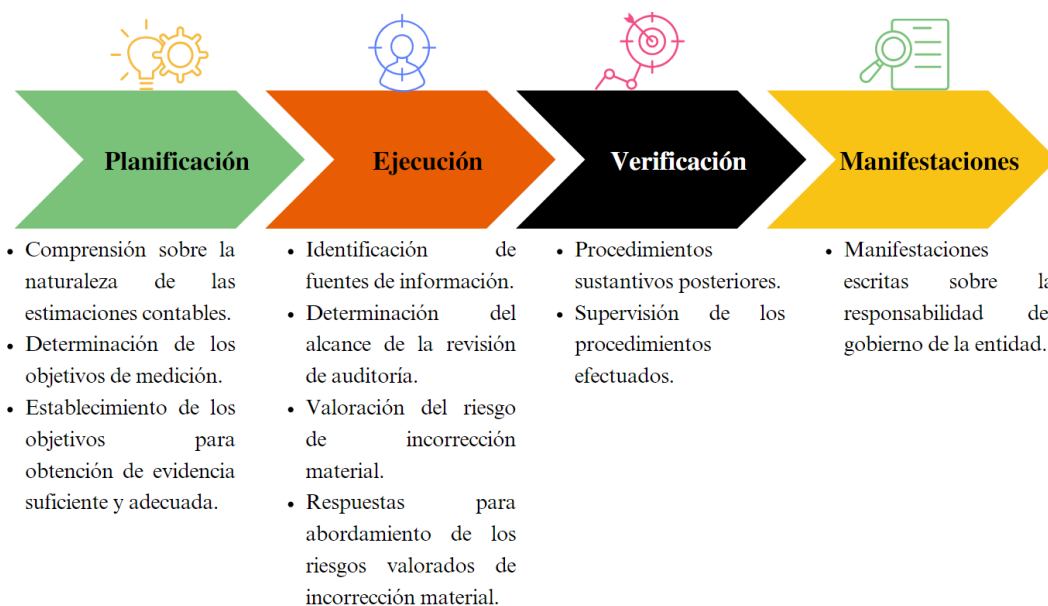 Planificación
Ejecución
Verificación
Manifestaciones
• Comprensión sobre la
naturaleza de las
estimaciones contables.
• Determinación de los
objetivos de medición.
• Establecimiento de los
objetivos para
obtención de evidencia
suficiente y adecuada.
• Identificación de
fuentes de información.
• Determinación del
alcance de la revisión
de auditoría.
• Valoración del riesgo
de incorrección
material.
• Respuestas para
abordamiento de los
riesgos valorados de
incorrección material.
• Procedimientos
sustantivos posteriores.
• Supervisión de los
procedimientos
efectuados.
• Manifestaciones
escritas sobre la
responsabilidad de
gobierno de la entidad.